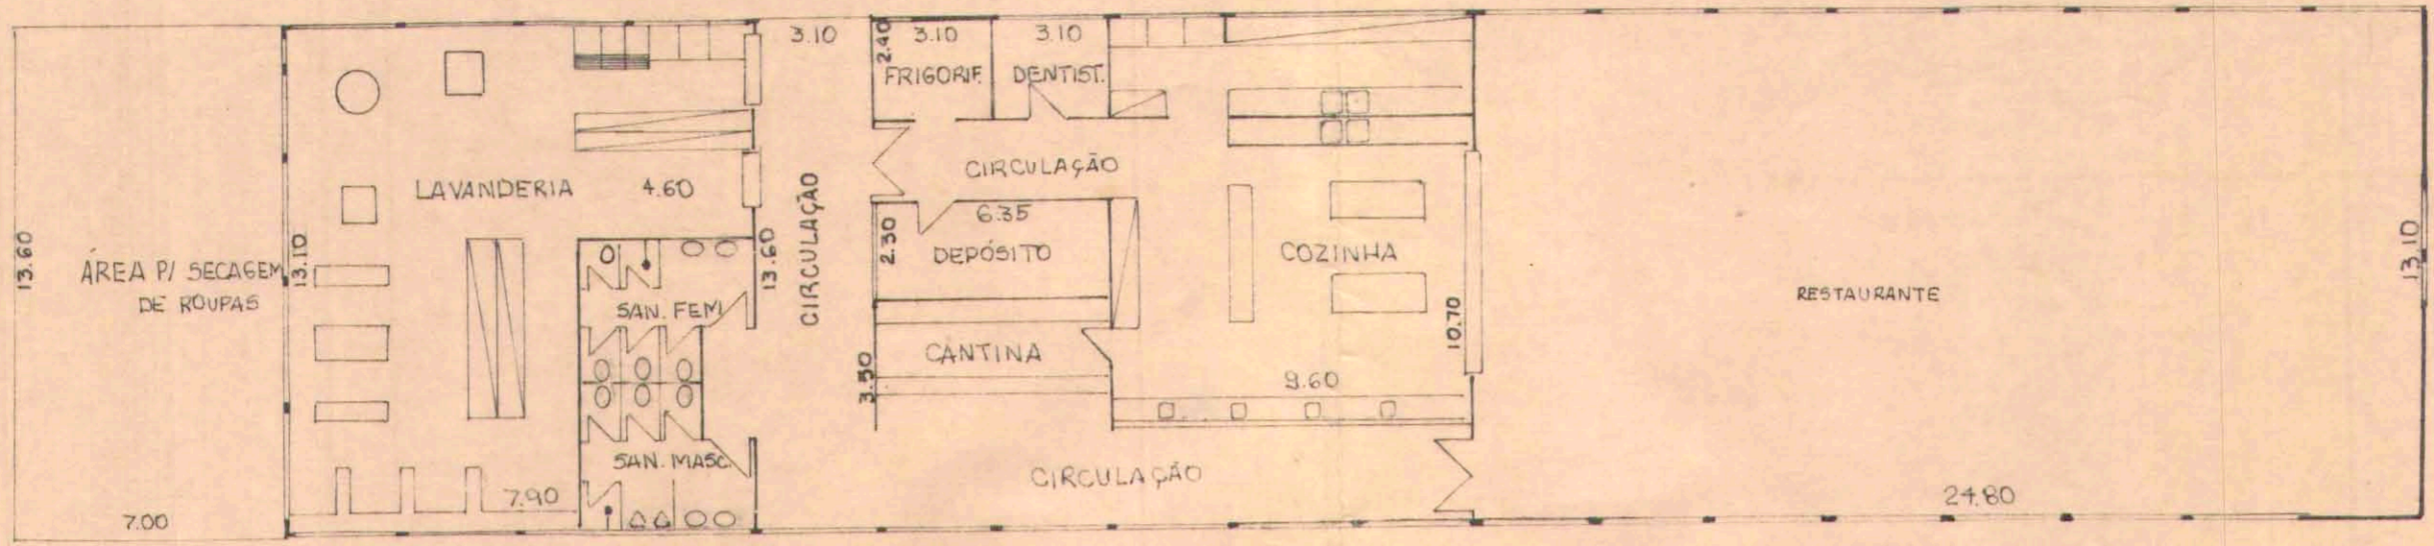 13.60
ÁREA P/ SECAGEM
DE ROUPAS
7.00
13.10
LAVANDERIA
4.60
7.90
SAN. FEM
SAN. MASC.
13.60
3.10
CIRCULAÇÃO
2.40
3.10
FRIGORIF.
3.10
DENTIST.
CIRCULAÇÃO
6.35
2.30
DEPÓSITO
3.50
CANTINA
CIRCULAÇÃO
COZINHA
10.70
9.60
RESTAURANTE
24.80
13.10